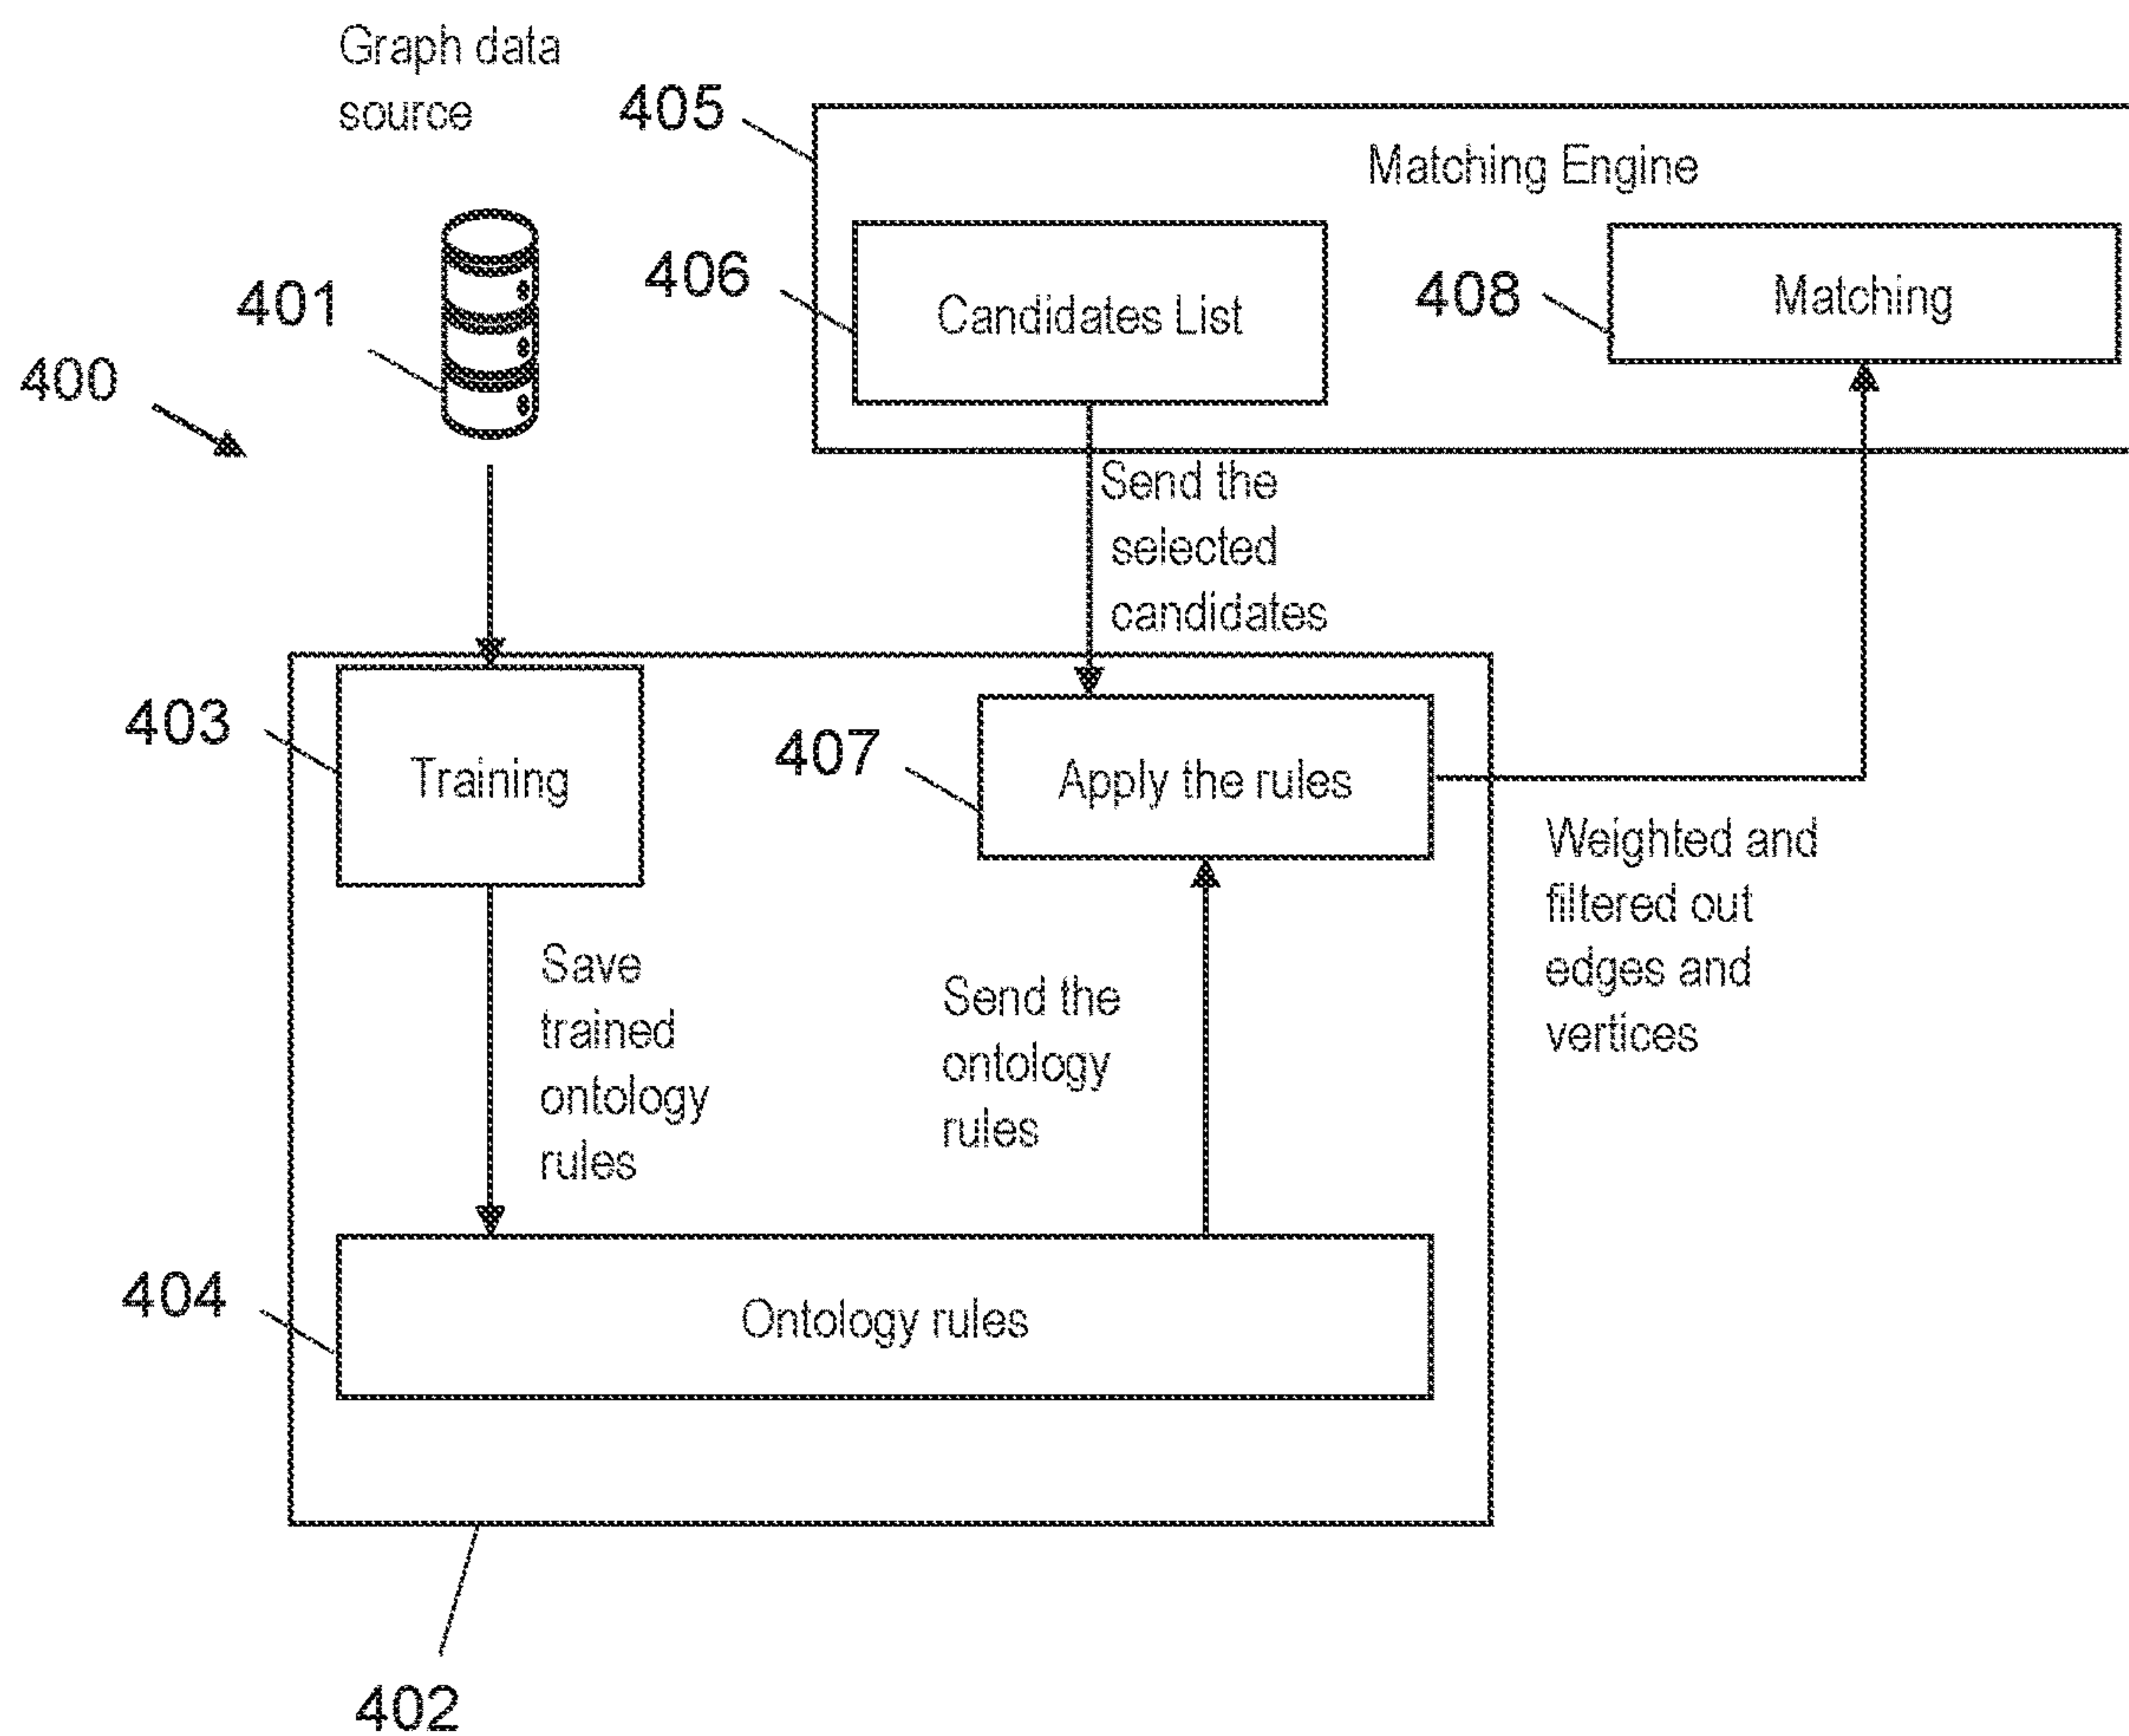 Graph data
source
405
Matching Engine
401
406
Candidates List
408
Matching
400
Send the
selected
candidates
403
Training
407
Apply the rules
Weighted and
filtered out
edges and
vertices
Save
trained
ontology
rules
Send the
ontology
rules
404
Ontology rules
402